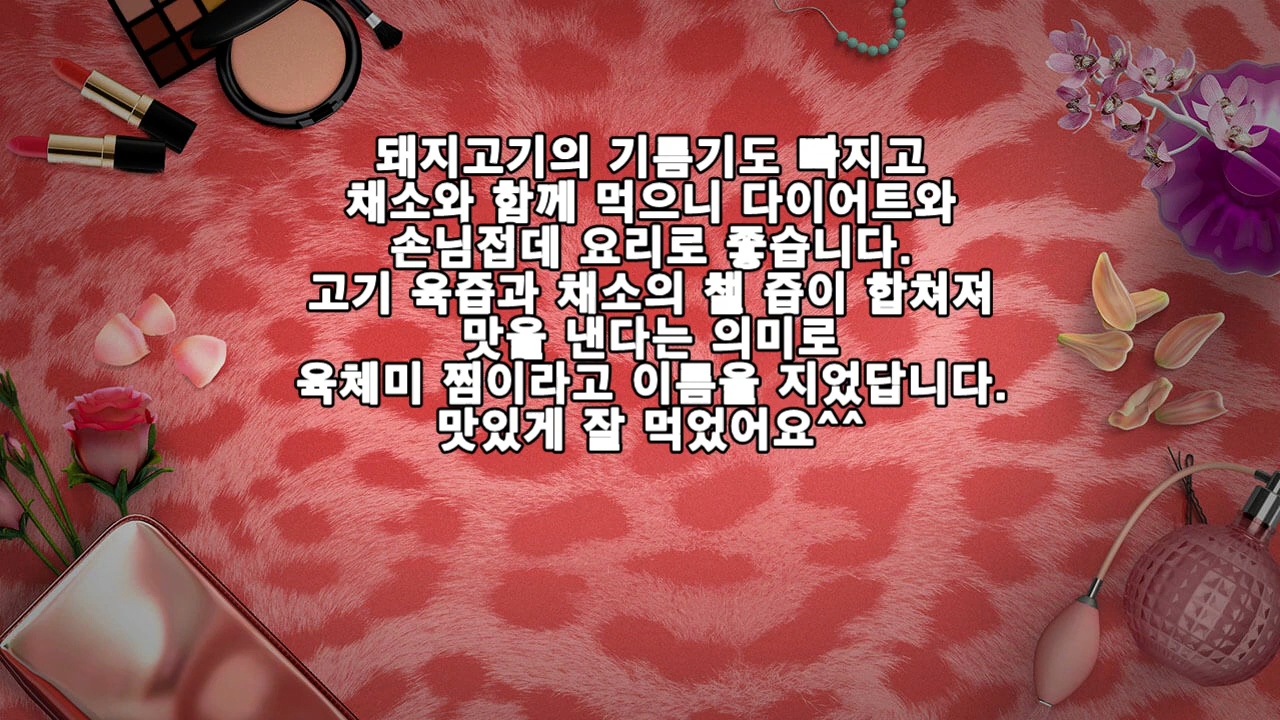 돼지고기의 기름기도 빠지고
채소와 함께 먹으니 다이어트와
손님접데 요리로 좋습니다.
고기 육즙과 채소의 챌 즙이 합쳐져
맛을 낸다는 의미로
육체미 찜이라고 이름을 지었답니다.
맛있게 잘 먹었어요^^